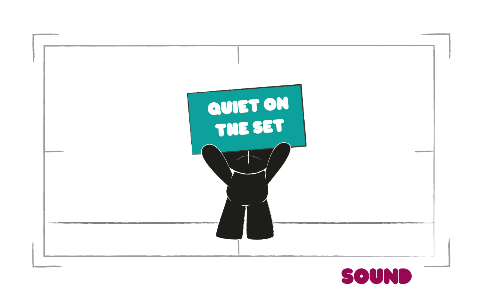 QUIET ON
THE SET
SOUND